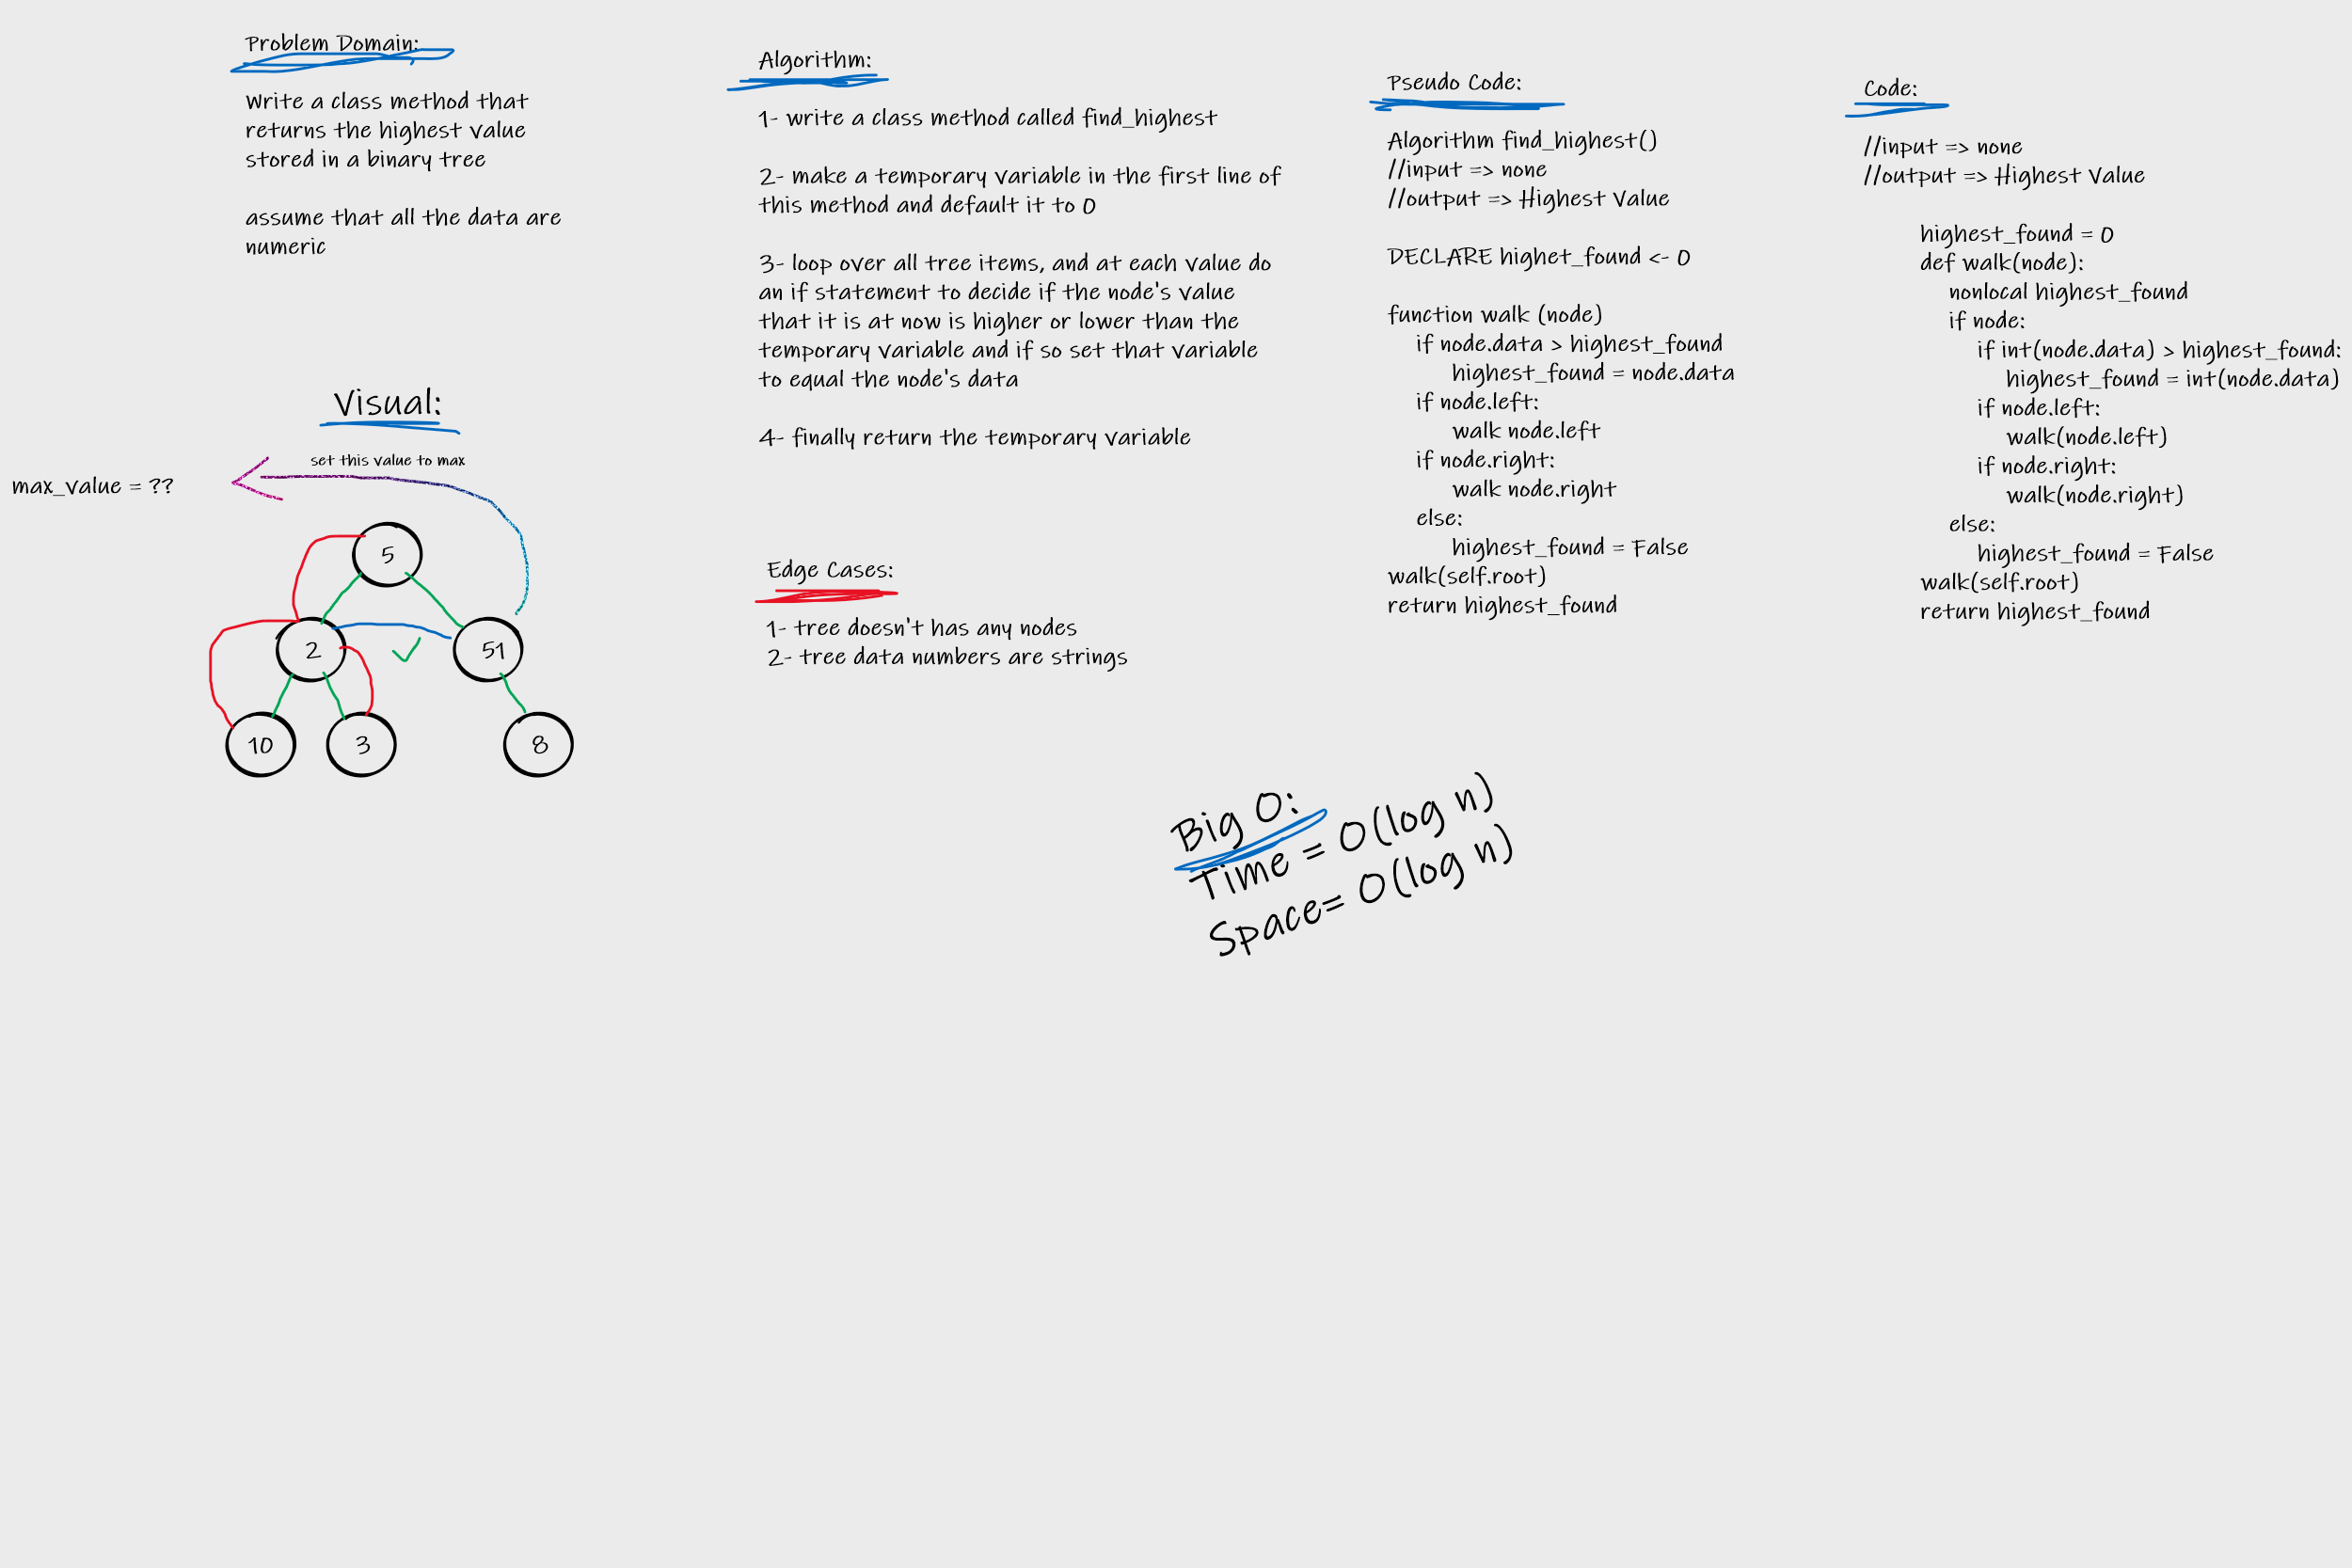 Problem Domain:
Write a class method that
returns the highest value
stored in a binary tree
assume that all the data are
numeric
Visual:
set this value to max
max_value = ??
5
2
51
10
3
8
Algorithm:
1- write a class method called find_highest
2- make a temporary variable in the first line of
this method and default it to 0
3- loop over all tree items, and at each value do
an if statement to decide if the node's value
that it is at now is higher or lower than the
temporary variable and if so set that variable
to equal the node's data
4- finally return the temporary variable
Edge Cases:
1- tree doesn't has any nodes
2- tree data numbers are strings
Pseudo Code:
Algorithm find_highest()
//input => none
//output => Highest Value
DECLARE highet_found <- 0
function walk (node)
if node.data > highest_found
highest_found = node.data
if node.left:
walk node.left
if node.right:
walk node.right
else:
highest_found = False
walk(self.root)
return highest_found
Code:
//input => none
//output => Highest Value
highest_found = 0
def walk(node):
nonlocal highest_found
if node:
if int(node.data) > highest_found:
highest_found = int(node.data)
if node.left:
walk(node.left)
if node.right:
walk(node.right)
else:
highest_found = False
walk(self.root)
return highest_found
Big O:
Time = O(log n)
Space= O(log n)